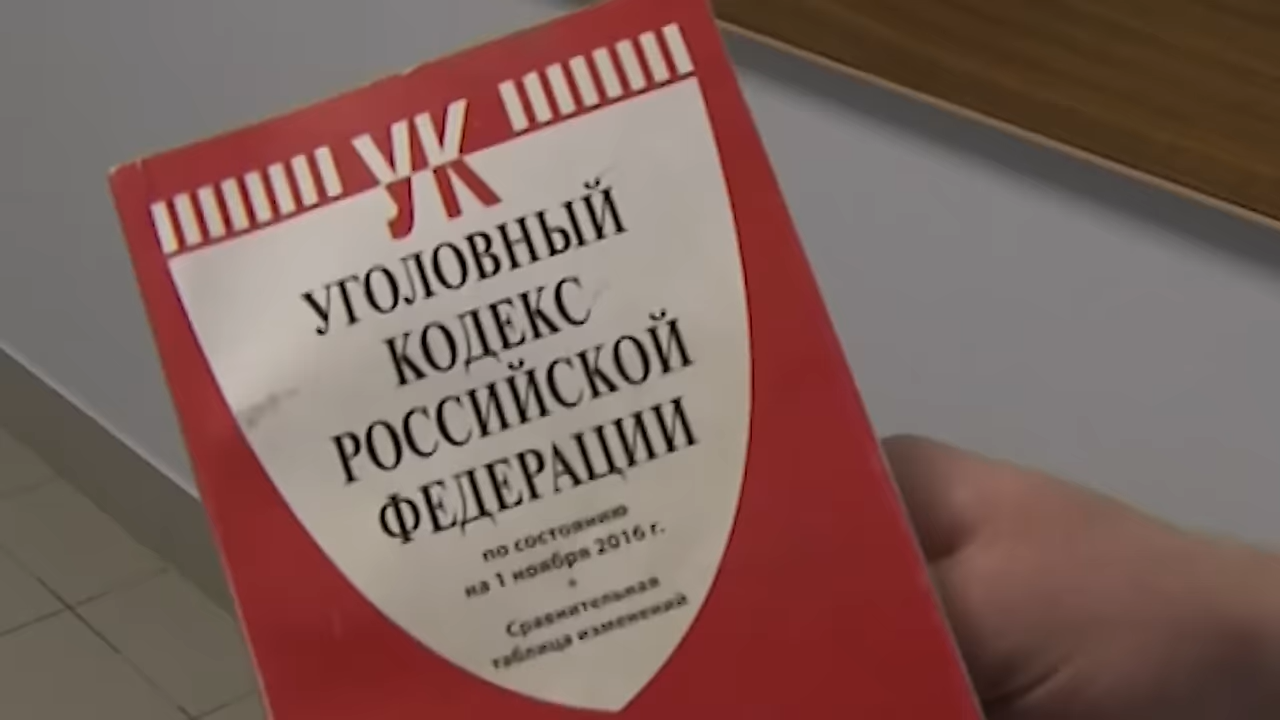 УК
УГОЛОВНЫЙ
КОДЕКС
РОССИЙСКОЙ
ФЕДЕРАЦИИ
по состоянию
на 1 ноября 2016 г.
Сравнительная
таблица изменений